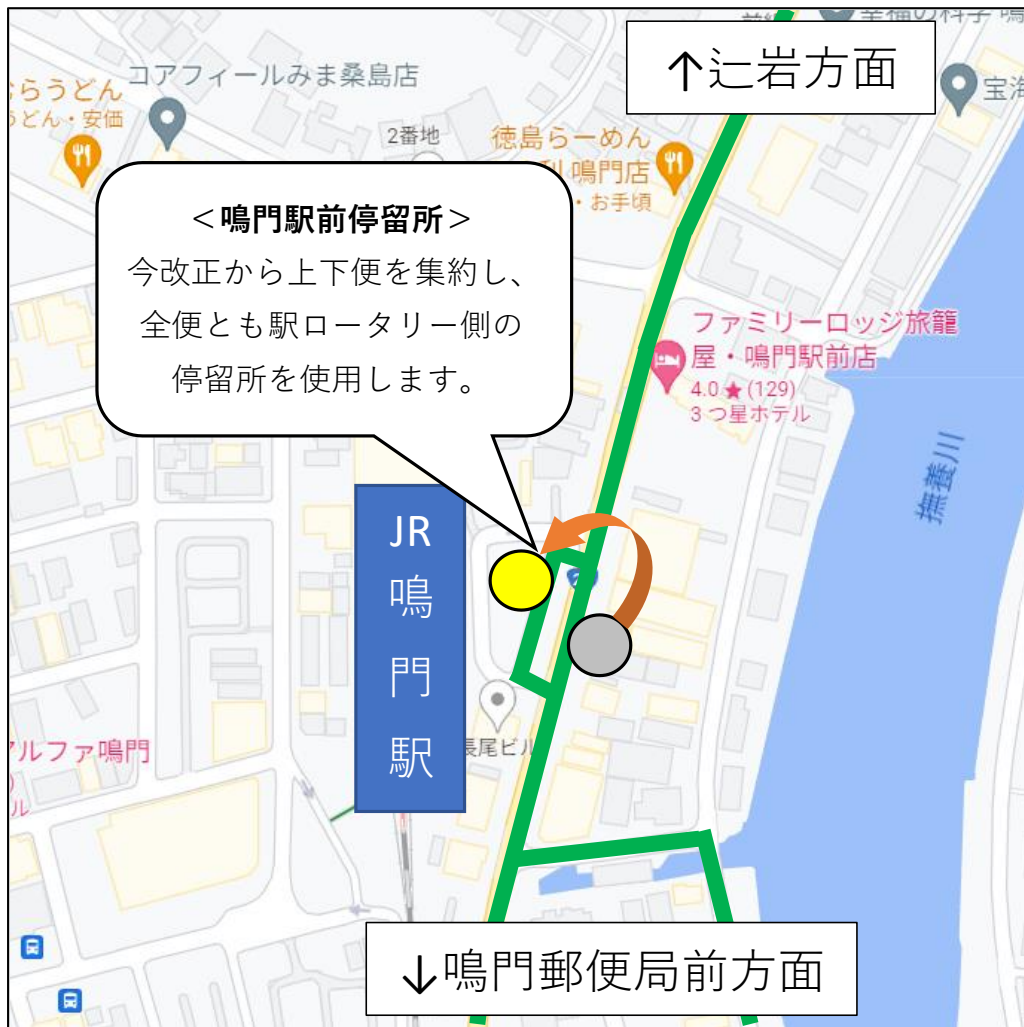 ↑辻岩方面
コアフィールみま桑島店
らうどん
うどん・安価
2番地
徳島らーめん
鳴門店
・お手頃
宝海
＜鳴門駅前停留所＞
今改正から上下便を集約し、
全便とも駅ロータリー側の
停留所を使用します。
ファミリーロッジ旅籠
屋・鳴門駅前店
4.0★(129)
3 つ星ホテル
撫養川
JR
鳴
門
駅
長尾ビル
アルファ鳴門
ル
↓鳴門郵便局前方面